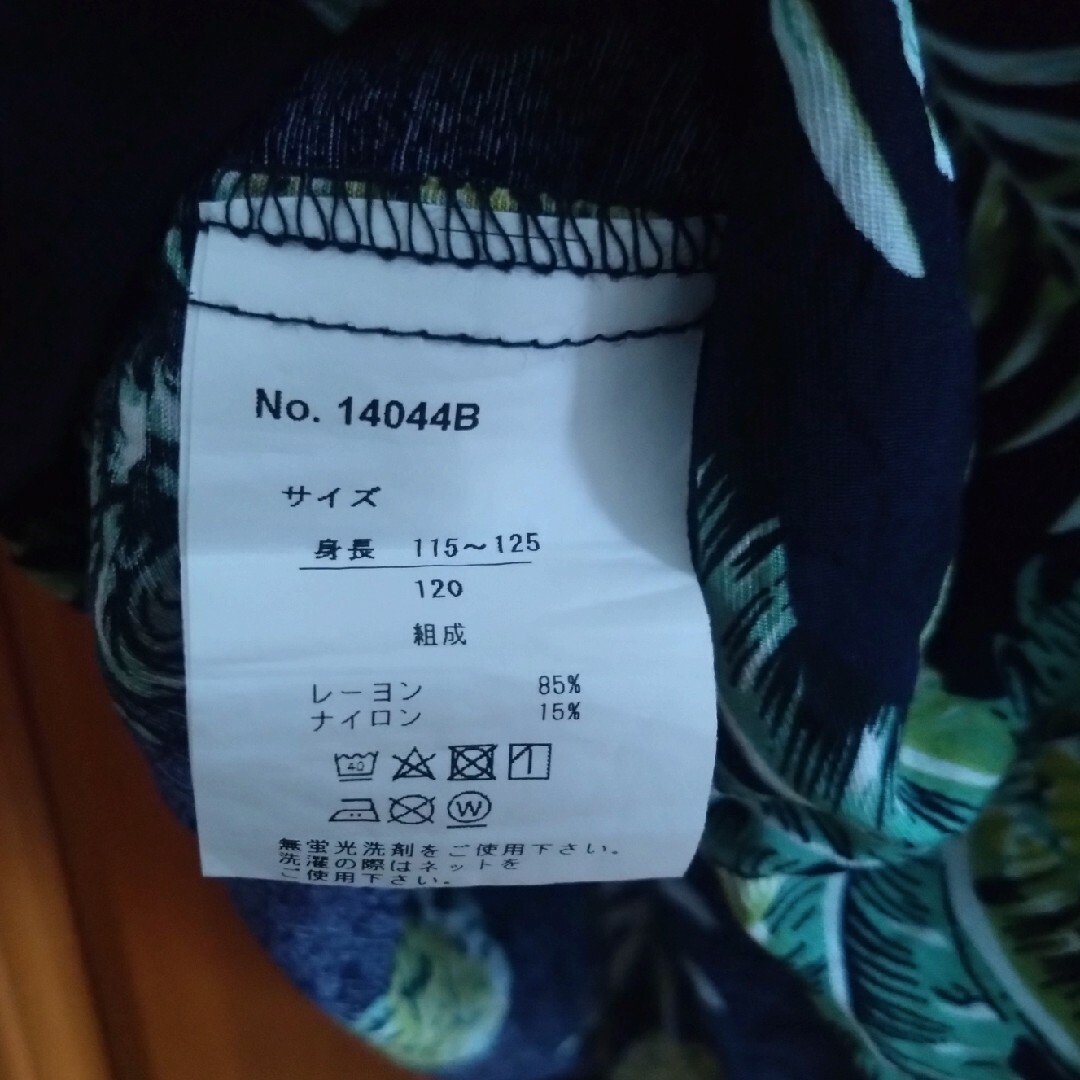 No. 14044B
サイズ
身長 115～125
120
組成
レーヨン 85%
ナイロン 15%
40
W
無蛍光洗剤をご使用下さい。
洗濯の際はネットを
ご使用下さい。